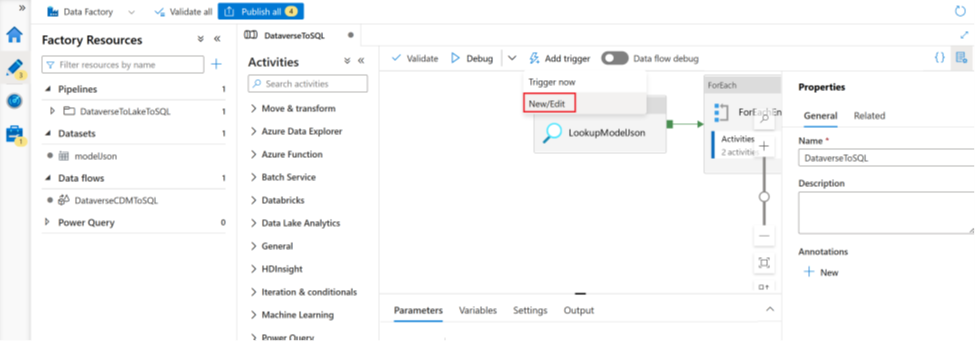 Data Factory
Validate all
Publish all 4
Factory Resources
Filter resources by name
Pipelines 1
DataverseToLakeToSQL 1
Datasets 1
modelJson
Data flows 1
DataverseCDMToSQL
Power Query 0
3
1
DataverseToSQL
Activities
Search activities
Move & transform
Azure Data Explorer
Azure Function
Batch Service
Databricks
Data Lake Analytics
General
HDInsight
Iteration & conditionals
Machine Learning
Power Query
Validate
Debug
Add trigger
Data flow debug
Trigger now
New/Edit
LookupModelJson
ForEach
ForEachEn
Activities
2 activities
Parameters
Variables
Settings
Output
Properties
General
Related
Name *
DataverseToSQL
Description
Annotations
New